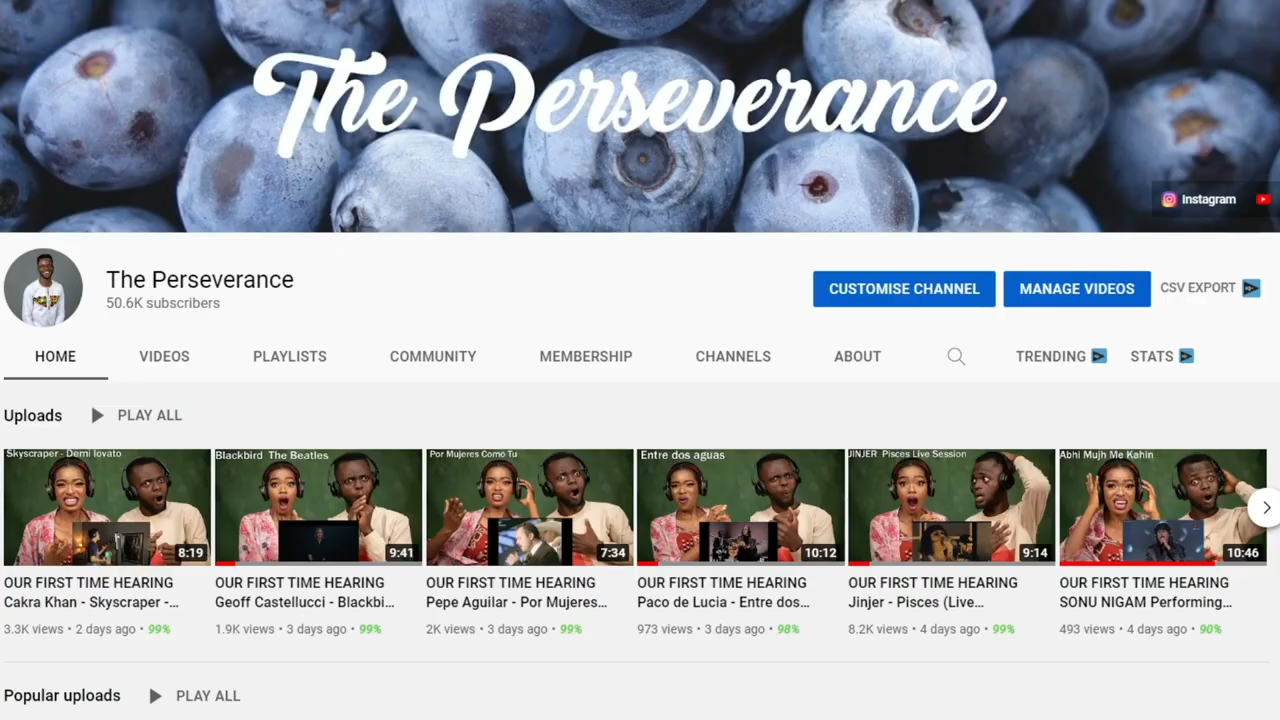 The Perseverance
Instagram
The Perseverance
50.6K subscribers
CUSTOMISE CHANNEL
MANAGE VIDEOS
CSV EXPORT
HOME
VIDEOS
PLAYLISTS
COMMUNITY
MEMBERSHIP
CHANNELS
ABOUT
TRENDING
STATS
Uploads
PLAY ALL
Skyscraper - Demi lovato
8:19
OUR FIRST TIME HEARING
Cakra Khan - Skyscraper -...
3.3K views • 2 days ago • 99%
Blackbird The Beatles
9:41
OUR FIRST TIME HEARING
Geoff Castellucci - Blackbi...
1.9K views • 3 days ago • 99%
Por Mujeres Como Tu
7:34
OUR FIRST TIME HEARING
Pepe Aguilar - Por Mujeres...
2K views • 3 days ago • 99%
Entre dos aguas
10:12
OUR FIRST TIME HEARING
Paco de Lucia - Entre dos...
973 views • 3 days ago • 98%
JINJER Pisces Live Session
9:14
OUR FIRST TIME HEARING
Jinjer - Pisces (Live...
8.2K views • 4 days ago • 99%
Abhi Mujh Me Kahin
10:46
OUR FIRST TIME HEARING
SONU NIGAM Performing...
493 views • 4 days ago • 90%
Popular uploads
PLAY ALL